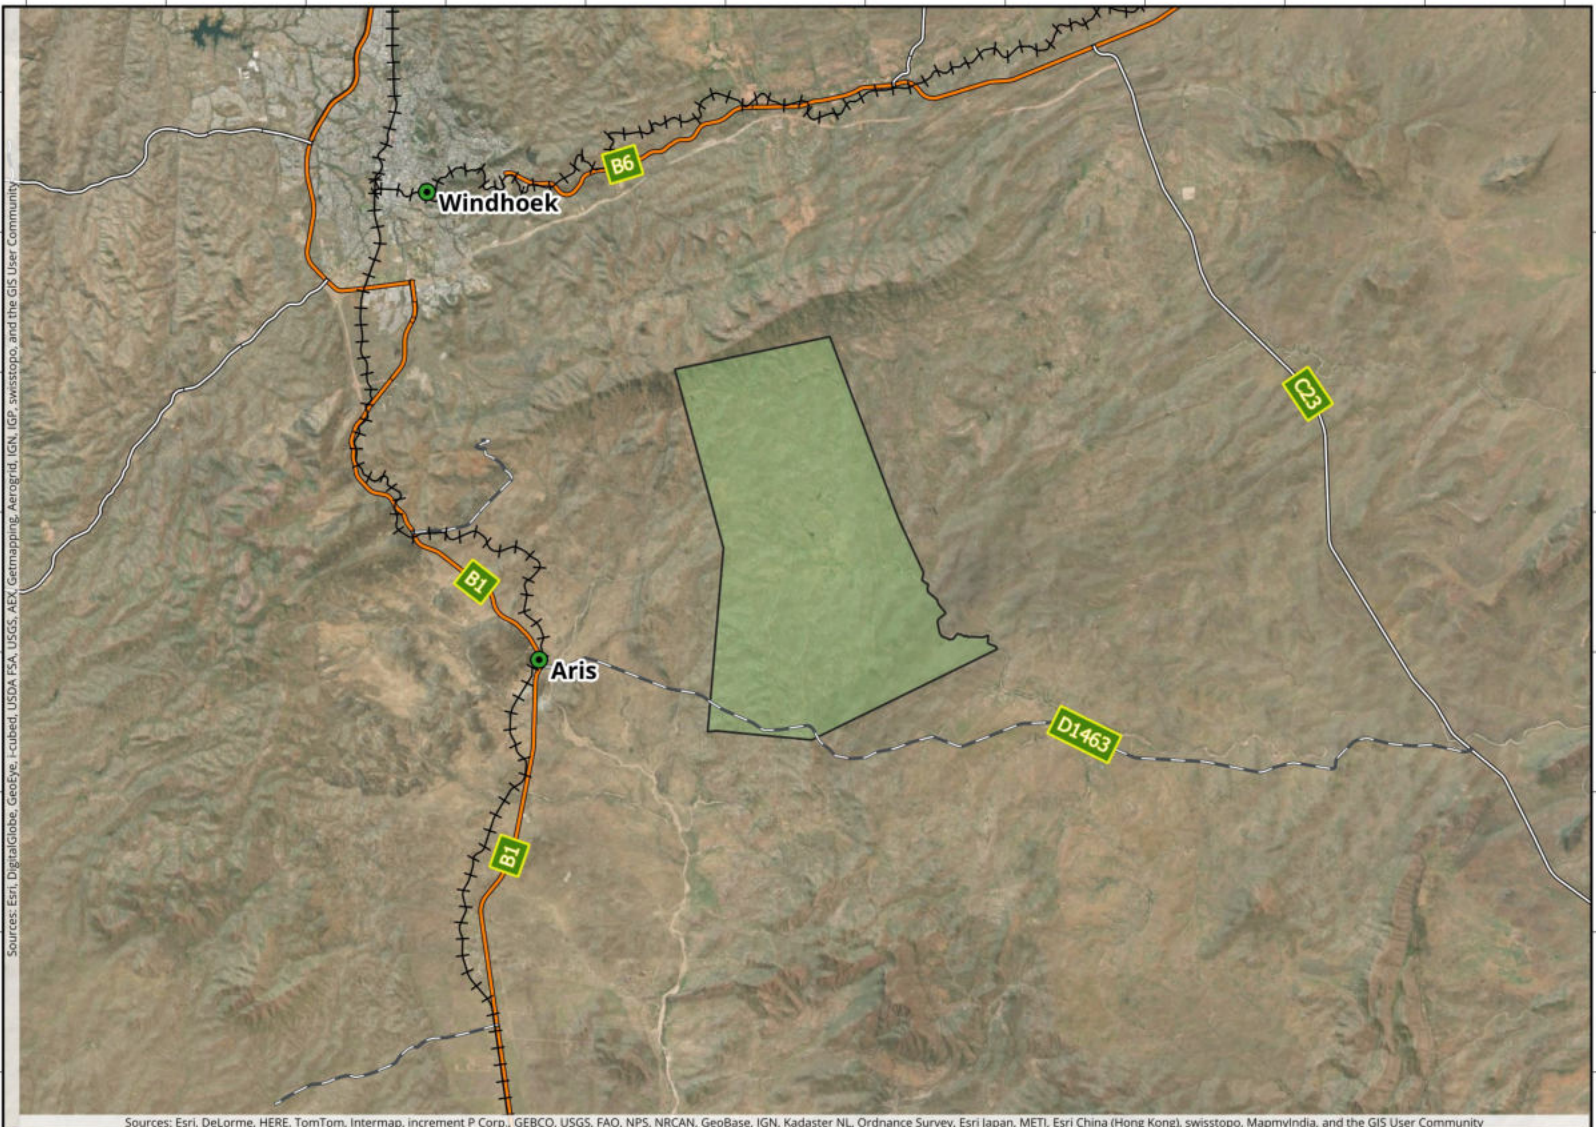 B6
Windhoek
C23
B1
Aris
D1463
B1
Sources: Esri, DigitalGlobe, GeoEye, i-cubed, USDA FSA, USGS, AEX, Getmapping, Aerogrid, IGN, IGP, swisstopo, and the GIS User Community
Sources: Esri, DeLorme, HERE, TomTom, Intermap, increment P Corp., GEBCO, USGS, FAO, NPS, NRCAN, GeoBase, IGN, Kadaster NL, Ordnance Survey, Esri Japan, METI, Esri China (Hong Kong), swisstopo, MapmyIndia, and the GIS User Community